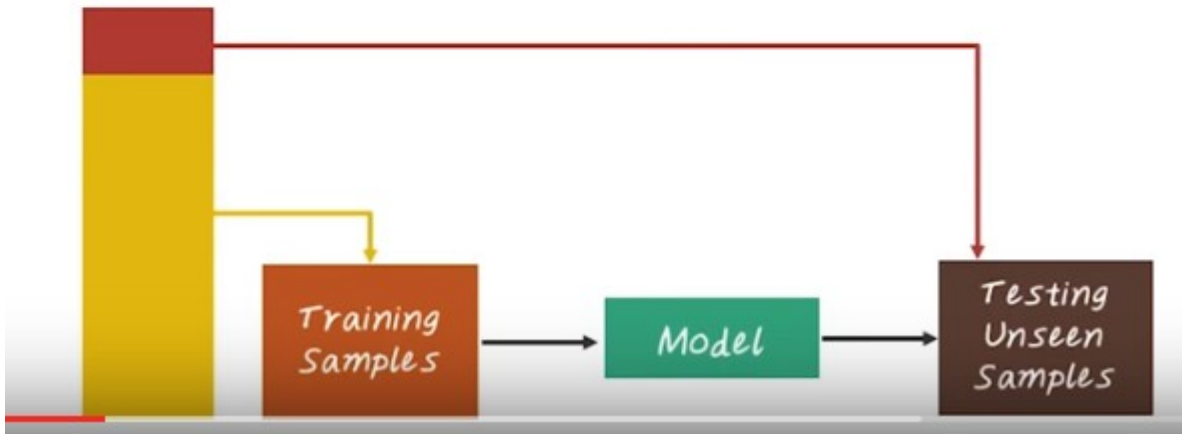 Training
Samples
Model
Testing
Unseen
Samples